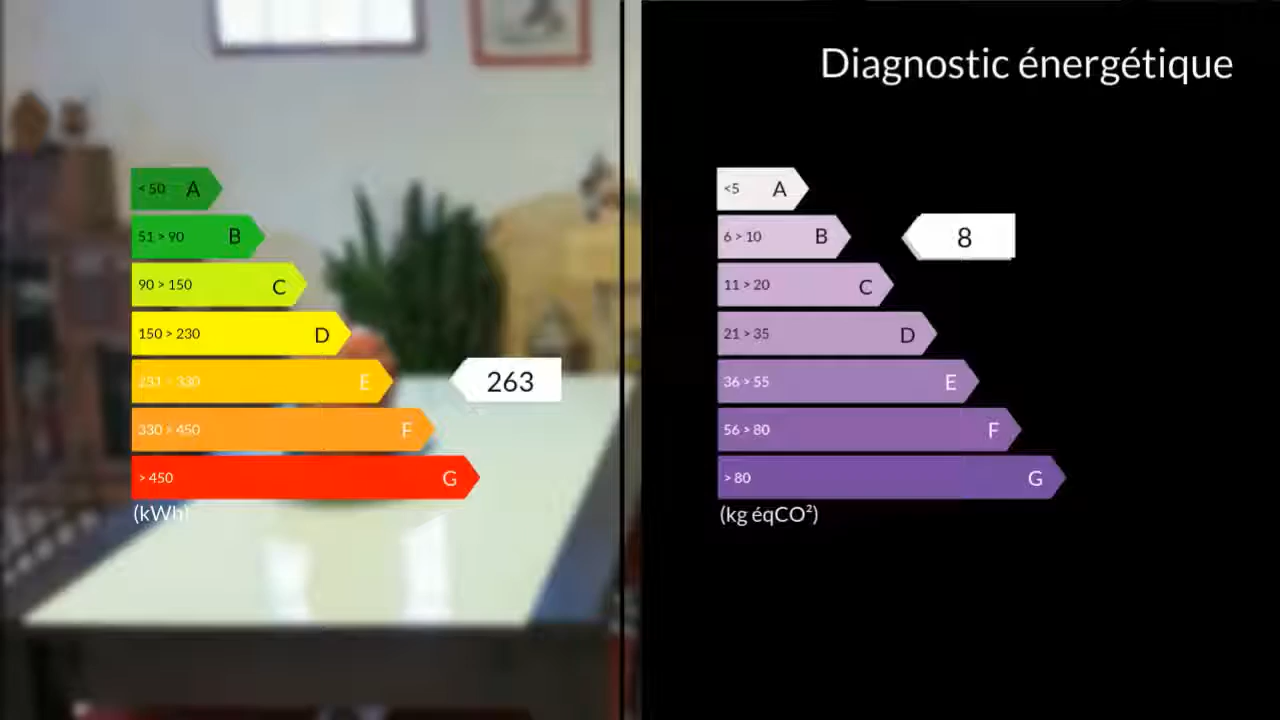 Diagnostic énergétique
< 50 A
51 > 90 B
90 > 150 C
150 > 230 D
231 > 330 E
263
330 > 450 F
> 450 G
(kWh)
<5 A
6 > 10 B
8
11 > 20 C
21 > 35 D
36 > 55 E
56 > 80 F
> 80 G
(kg éqCO²)